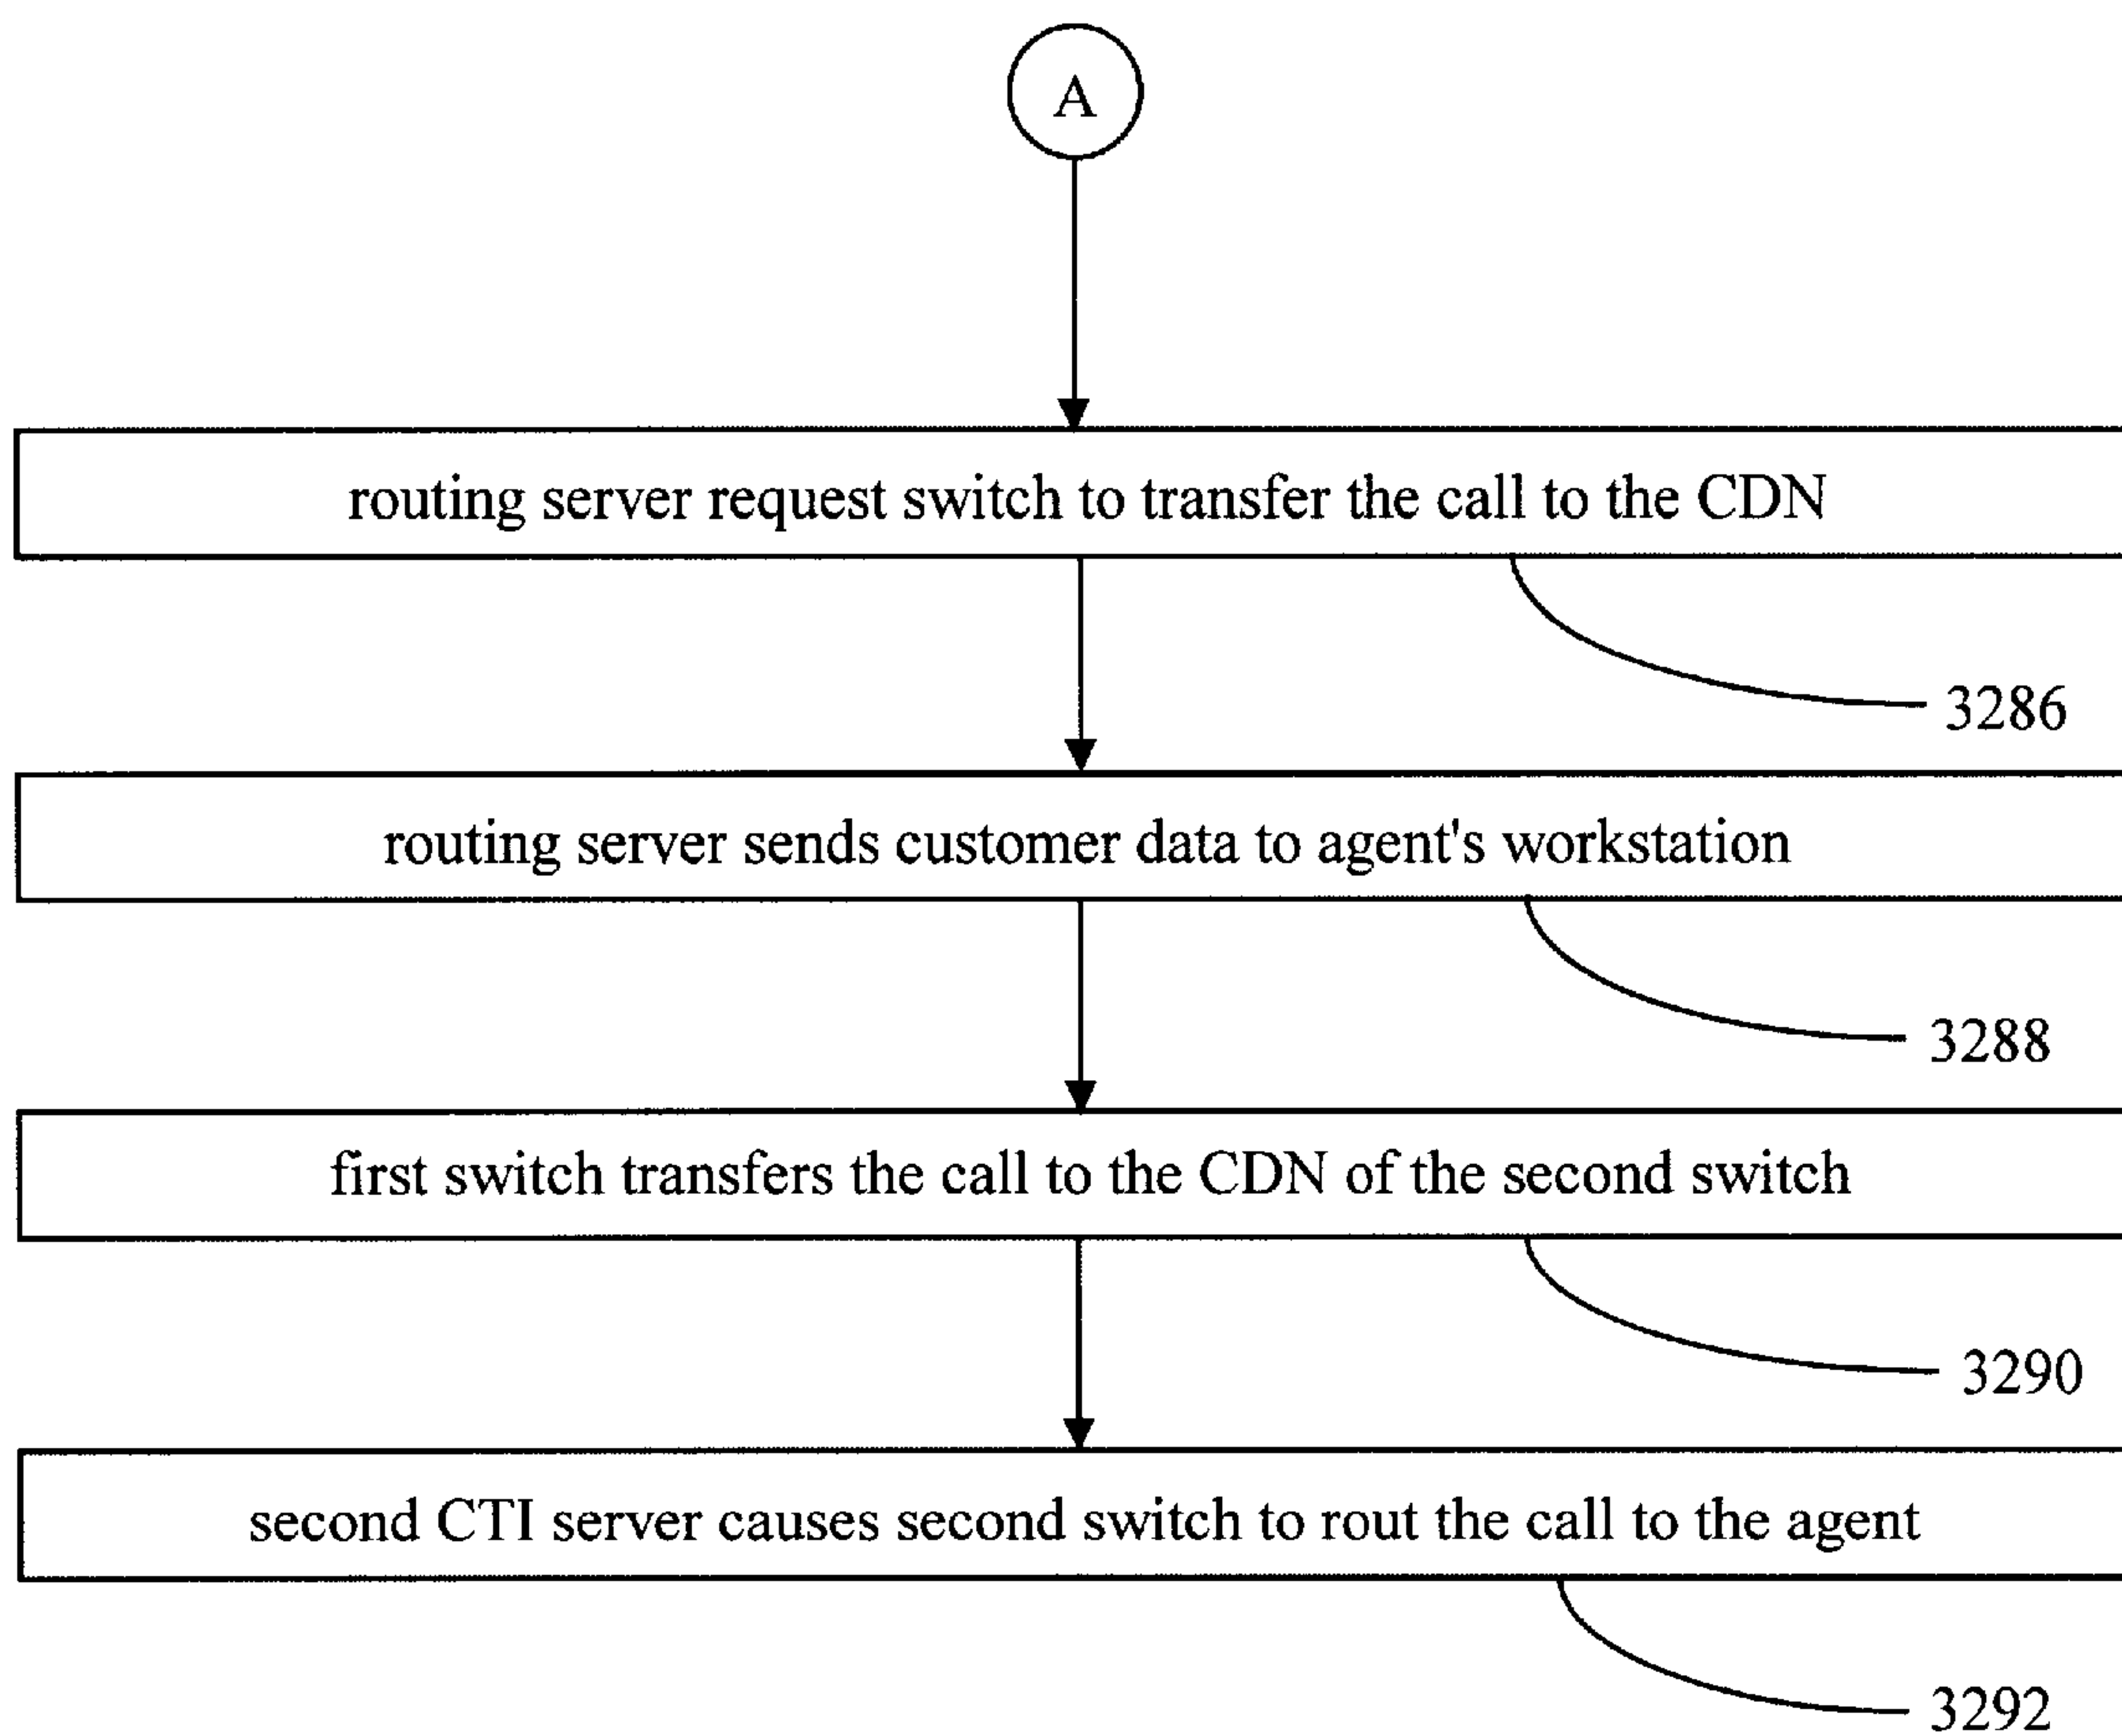 A
routing server request switch to transfer the call to the CDN
3286
routing server sends customer data to agent's workstation
3288
first switch transfers the call to the CDN of the second switch
3290
second CTI server causes second switch to rout the call to the agent
3292